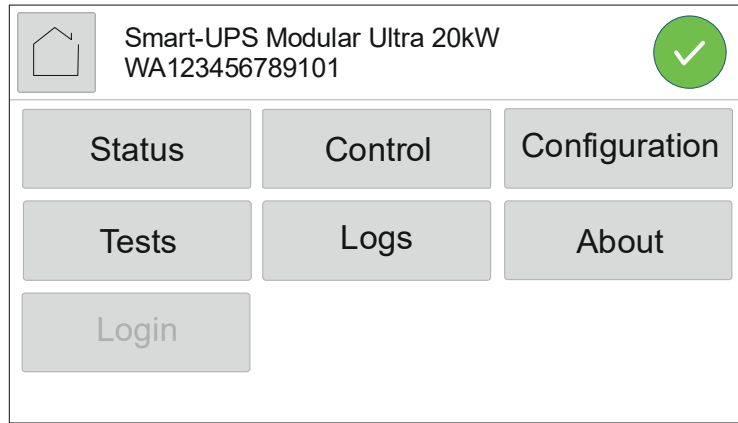 Smart-UPS Modular Ultra 20kW
WA123456789101
Status
Control
Configuration
Tests
Logs
About
Login